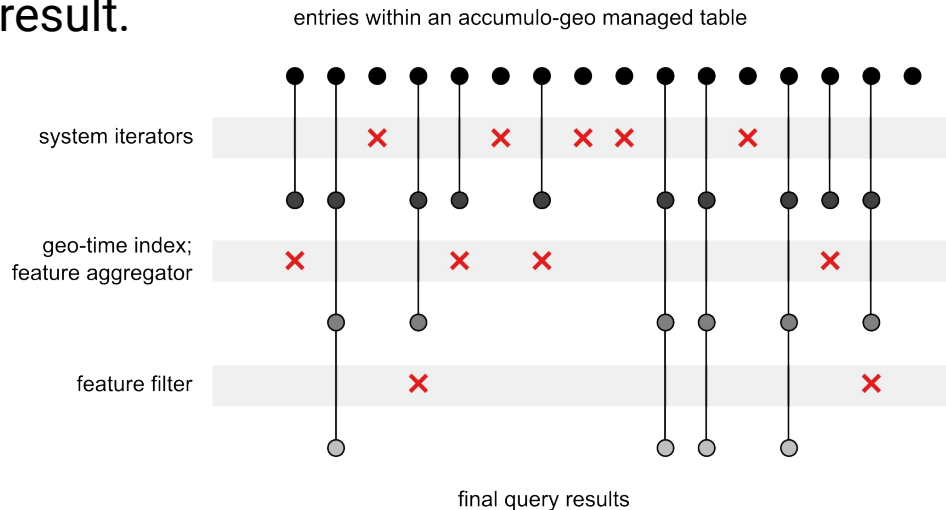 result.
entries within an accumulo-geo managed table
system iterators
geo-time index;
feature aggregator
feature filter
final query results